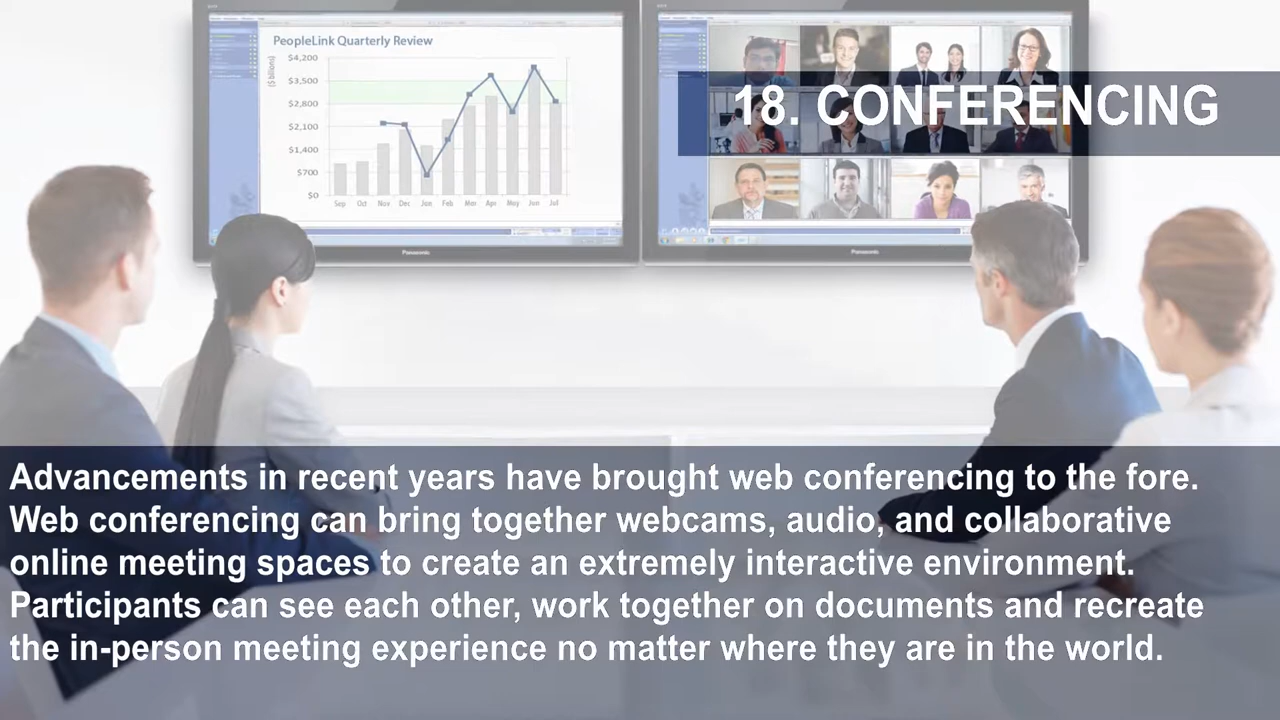 PeopleLink Quarterly Review
($ billions)
$4,200
$3,500
$2,800
$2,100
$1,400
$700
$0
Sep Oct Nov Dec Jan Feb Mar Apr May Jun Jul
Panasonic
Panasonic
18. CONFERENCING
Advancements in recent years have brought web conferencing to the fore.
Web conferencing can bring together webcams, audio, and collaborative
online meeting spaces to create an extremely interactive environment.
Participants can see each other, work together on documents and recreate
the in-person meeting experience no matter where they are in the world.